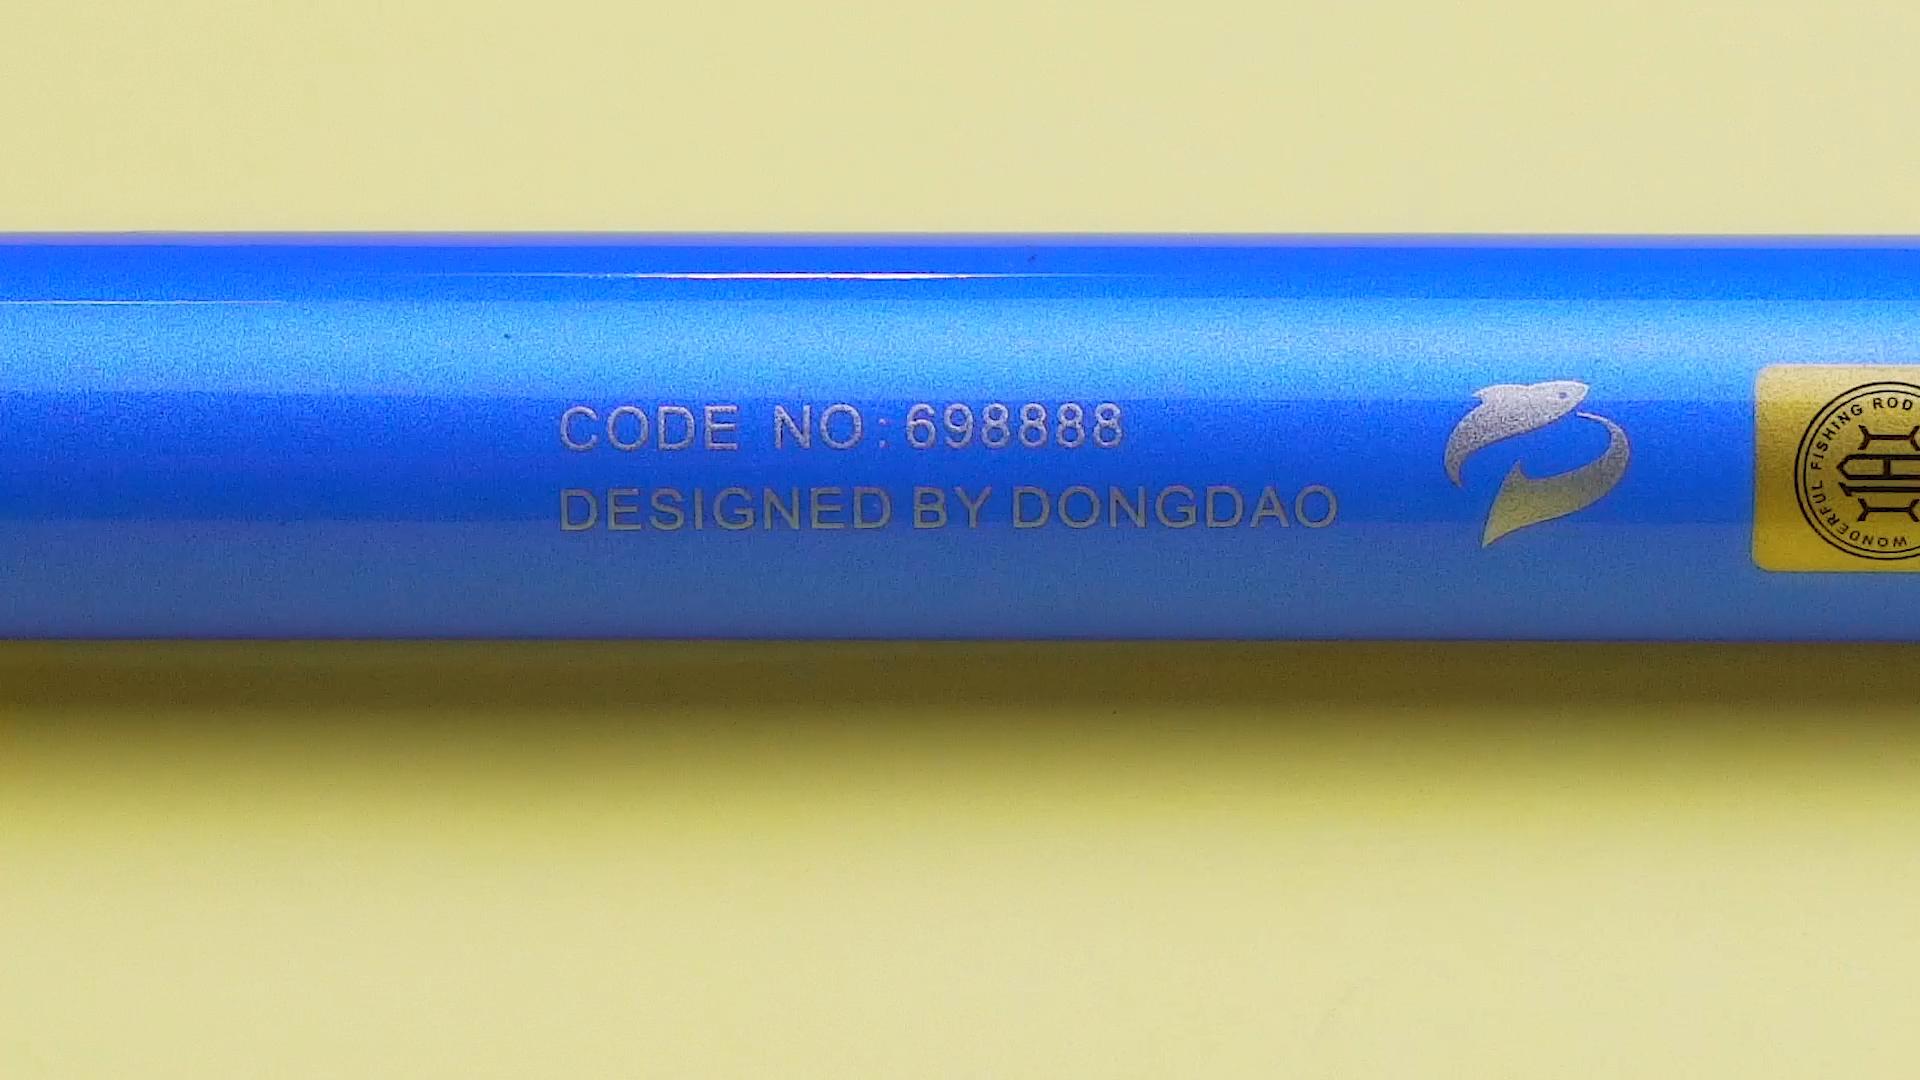 CODE NO: 698888
DESIGNED BY DONGDAO
WONDERFUL FISHING ROD